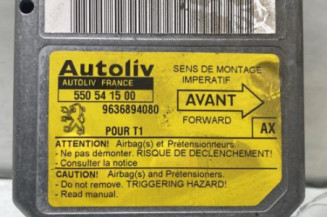 Autoliv
AUTOLIV FRANCE
550 54 15 00
9636894080
POUR T1
SENS DE MONTAGE
IMPERATIF
AVANT
FORWARD
AX
ATTENTION! Airbag(s) et Prétensionneurs.
- Ne pas démonter. RISQUE DE DECLENCHEMENT!
- Consulter la notice
CAUTION! Airbag(s) and Pretensioners.
- Do not remove. TRIGGERING HAZARD!
- Read manual.